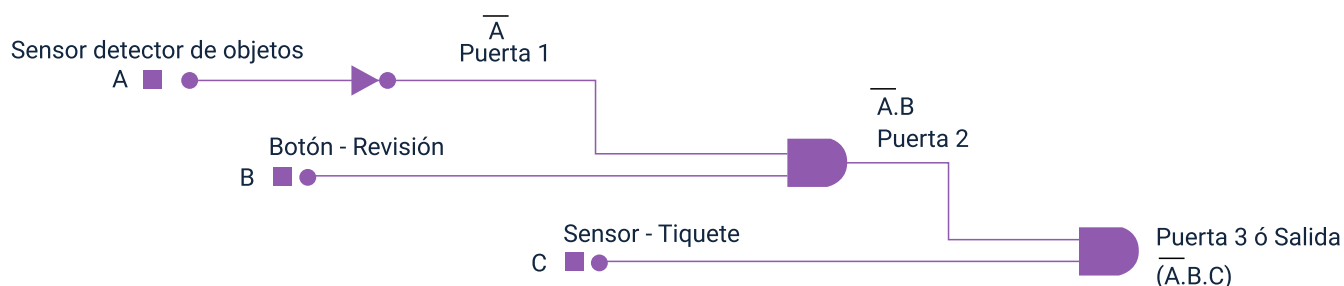 Sensor detector de objetos
A
A̅
Puerta 1
Botón - Revisión
B
A̅.B
Puerta 2
Sensor - Tiquete
C
Puerta 3 ó Salida
(A̅.B.C)